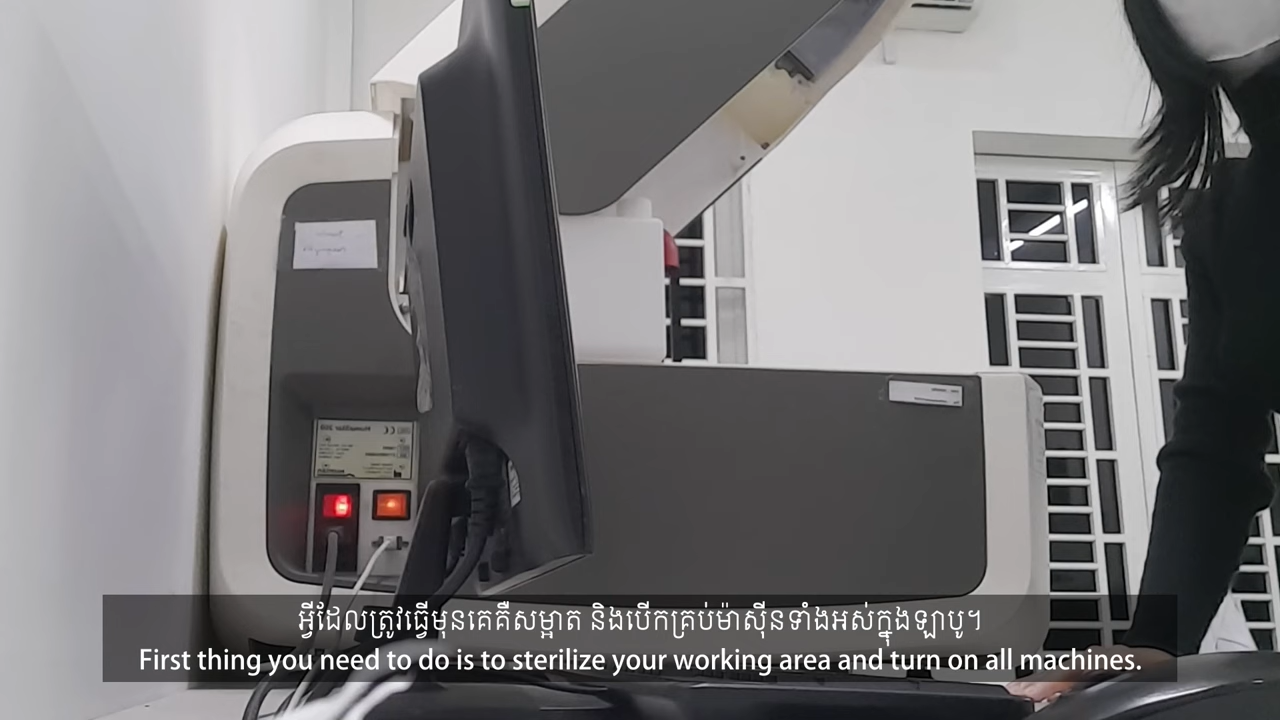 អ្វីដែលត្រូវធ្វើមុនគេគឺសម្អាត និងបើកគ្រប់ម៉ាស៊ីនទាំងអស់ក្នុងឡាបូ។
First thing you need to do is to sterilize your working area and turn on all machines.